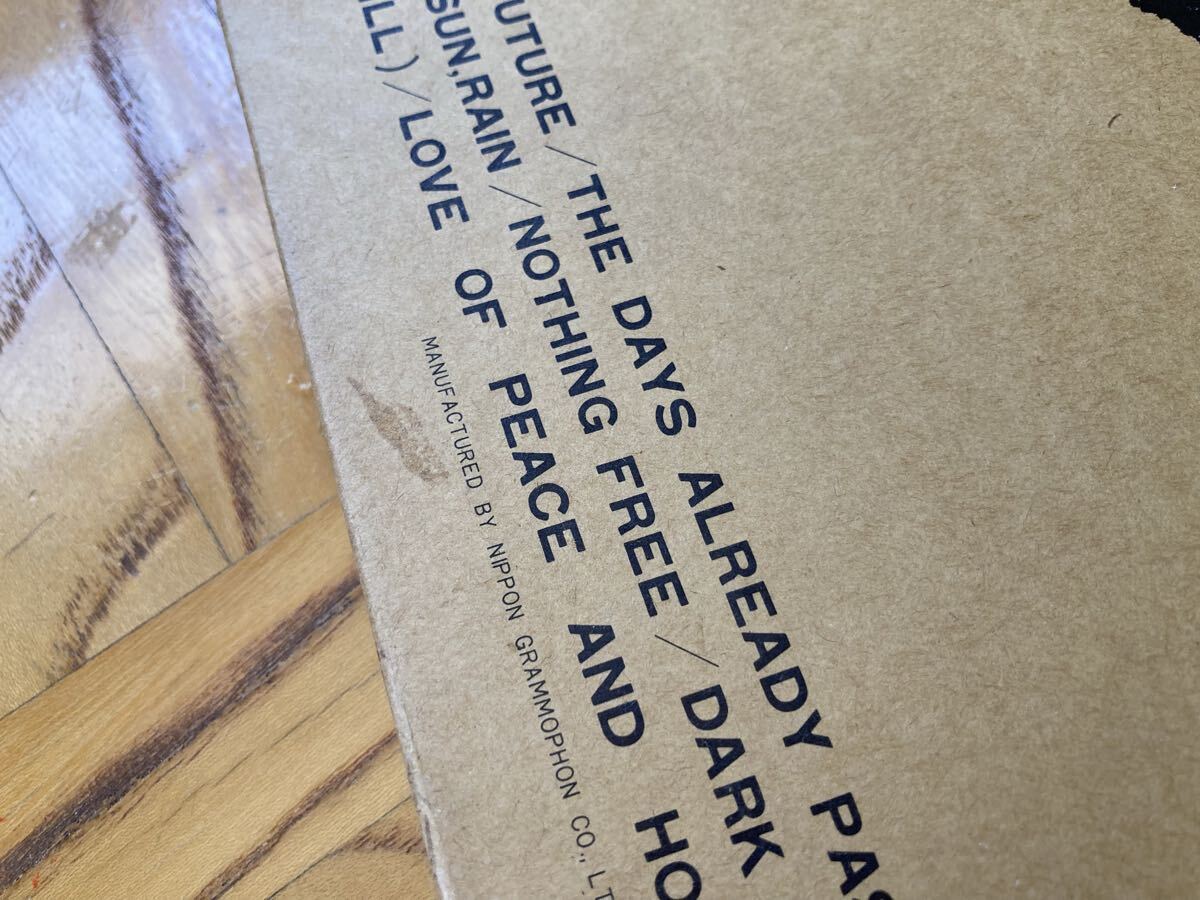 UTURE / THE DAYS ALREADY PAS
SUN, RAIN / NOTHING FREE / DARK
ILL) / LOVE OF PEACE AND HO
MANUFACTURED BY NIPPON GRAMMOPHON CO., LT